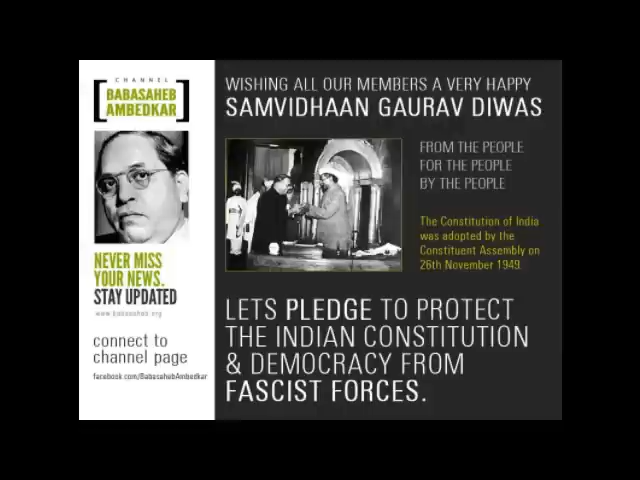 CHANNEL
BABASAHEB
AMBEDKAR
NEVER MISS
YOUR NEWS.
STAY UPDATED
www.babasaheb.org
connect to
channel page
facebook.com/BabasahebAmbedkar
WISHING ALL OUR MEMBERS A VERY HAPPY
SAMVIDHAAN GAURAV DIWAS
FROM THE PEOPLE
FOR THE PEOPLE
BY THE PEOPLE
The Constitution of India
was adopted by the
Constituent Assembly on
26th November 1949.
LETS PLEDGE TO PROTECT
THE INDIAN CONSTITUTION
& DEMOCRACY FROM
FASCIST FORCES.